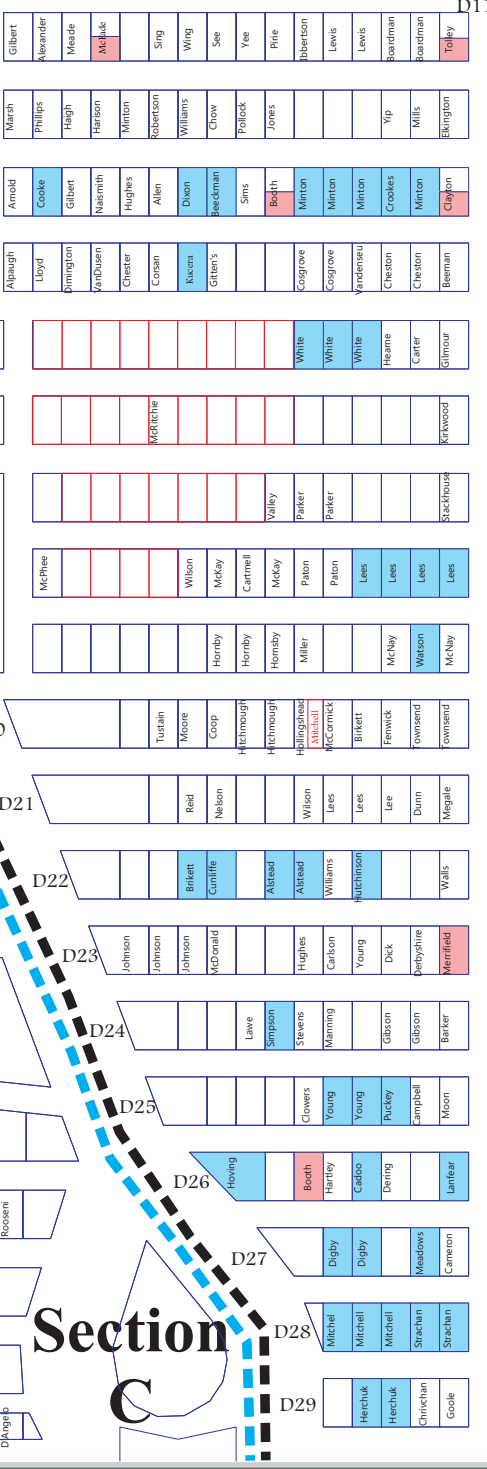 D11
Gilbert Alexander Meade McBade Sing Wing See Yee Pirie Ibbertson Lewis Lewis Boardman Boardman Tolley
Marsh Phillips Haigh Harison Minton Robertson Williams Chow Pollock Jones Yip Mills Elkington
Arnold Cooke Gilbert Naismith Hughes Allen Dixon Beeckman Sims Booth Minton Minton Minton Crookes Minton Clayton
Alpaugh Lloyd Dimington VanDusen Chester Corsan Kucera Gitten's Cosgrove Cosgrove Vandenseu Cheston Cheston Beeman
White White White Hearne Carter Gilmour
McRitchie Kirkwood
Valley Parker Parker Stackhouse
McPhee Wilson McKay Cartmell McKay Paton Paton Lees Lees Lees Lees
Hornby Hornby Hornsby Miller McNay Watson McNay
Tustain Moore Coop Hitchmough Hitchmough Hollingshead Mitchell McCormick Birkett Fenwick Townsend Townsend
D21 Reid Nelson Wilson Lees Lees Lee Dunn Megale
D22 Brikett Cunliffe Alstead Alstead Williams Hutchinson Walls
D23 Johnson Johnson Johnson McDonald Hughes Carlson Young Dick Derbyshire Merrifield
D24 Lawe Simpson Stevens Manning Gibson Gibson Barker
D25 Clowers Young Young Puckey Campbell Moon
D26 Hoving Booth Hartley Cadoo Dering Lanfear
Rooseni
D27 Digby Digby Meadows Cameron
D28 Mitchel Mitchell Mitchell Strachan Strachan
Section
C
D29 Herchuk Herchuk Chrivchan Goole
D'Angelo